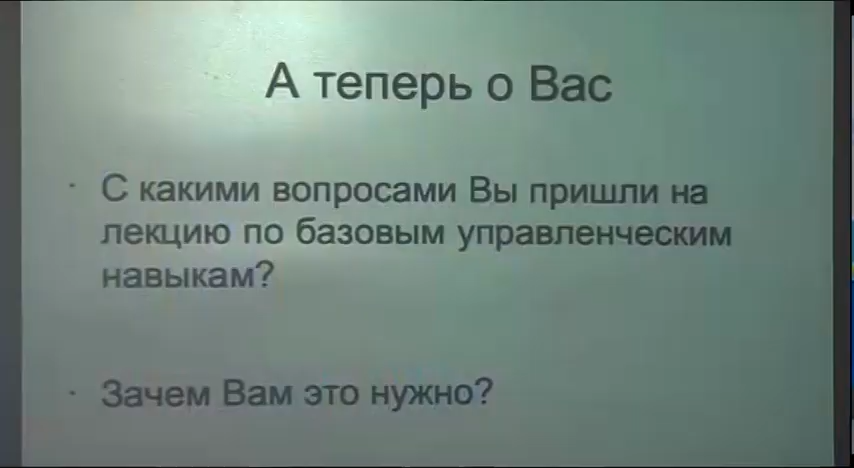 А теперь о Вас
· С какими вопросами Вы пришли на
лекцию по базовым управленческим
навыкам?
· Зачем Вам это нужно?